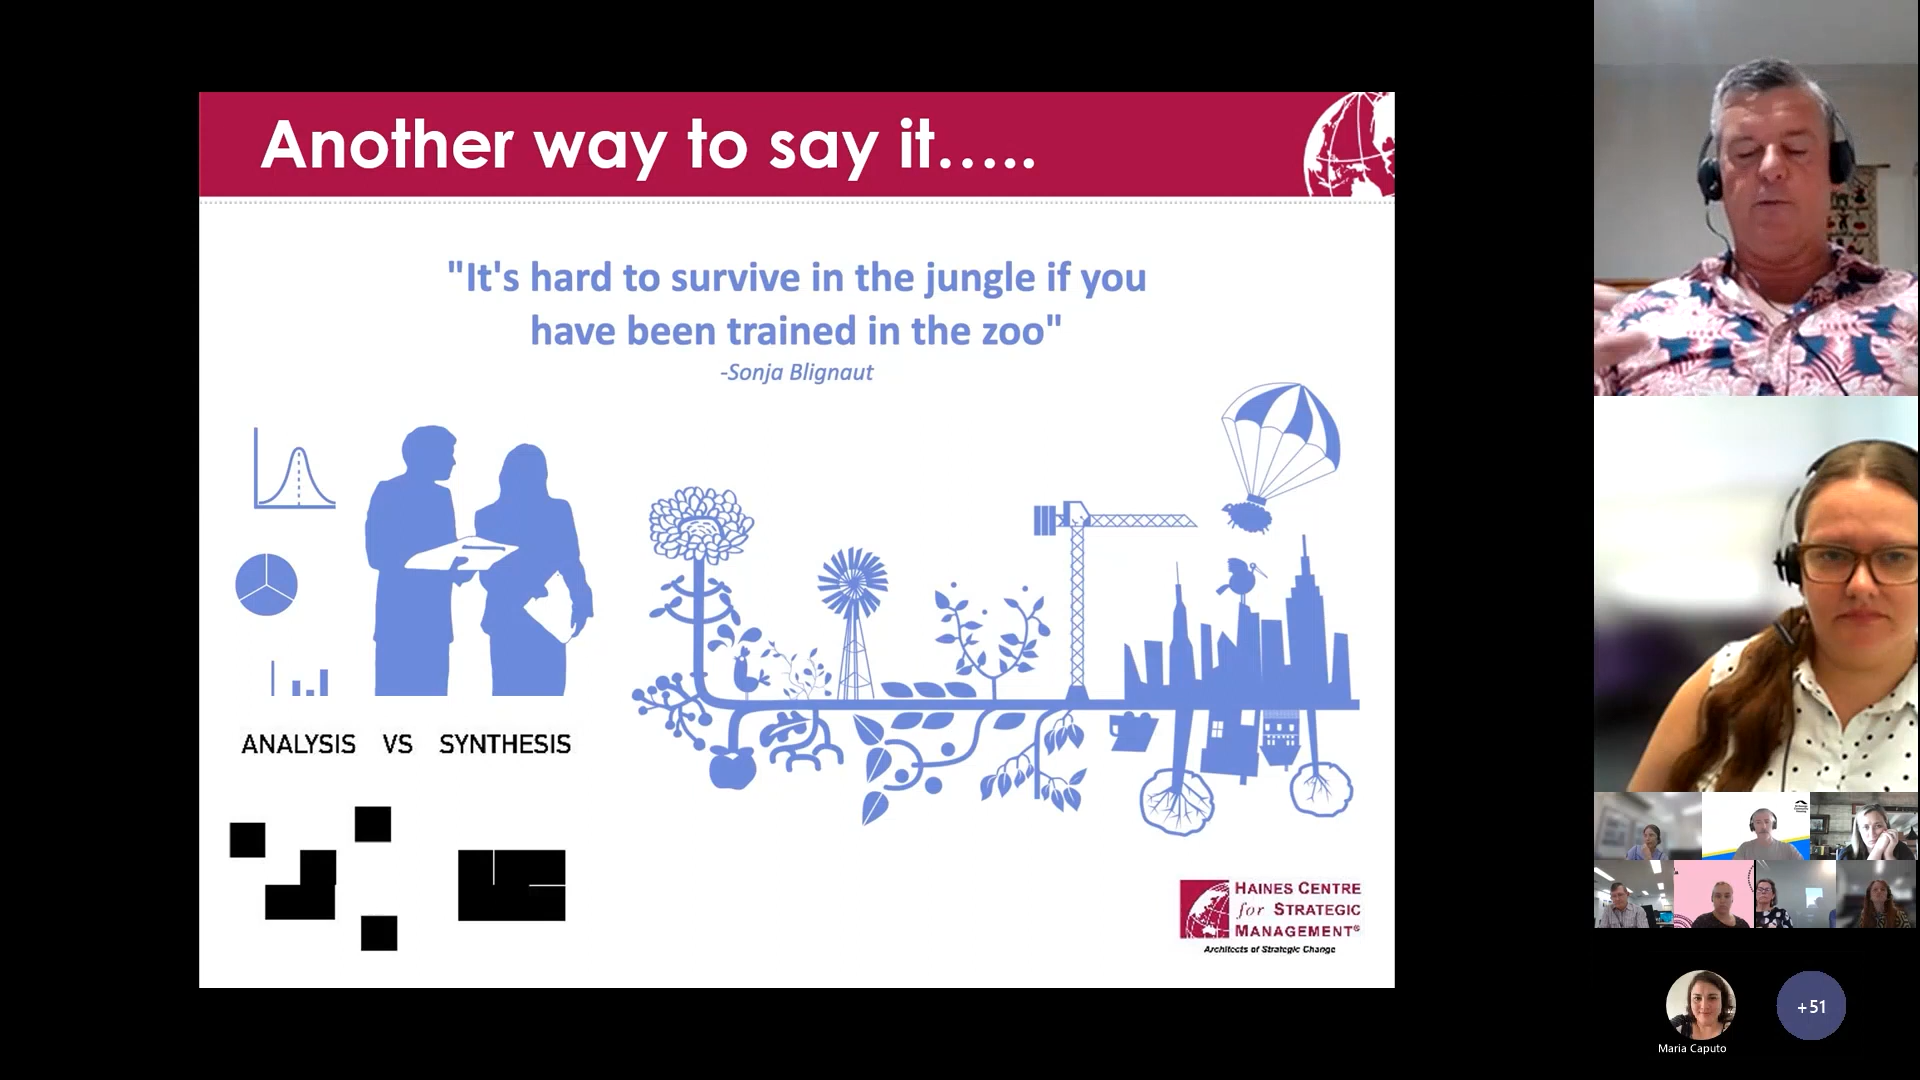 Another way to say it.....
"It's hard to survive in the jungle if you
have been trained in the zoo"
-Sonja Blignaut
ANALYSIS VS SYNTHESIS
HAINES CENTRE
for STRATEGIC
MANAGEMENT®
Architects of Strategic Change
Maria Caputo
+51